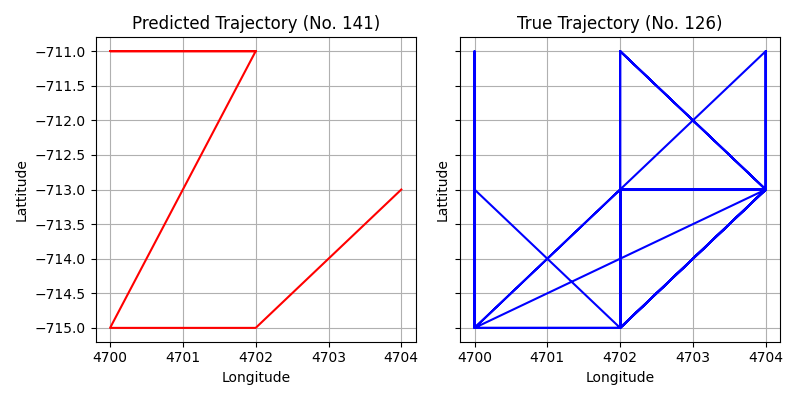 Predicted Trajectory (No. 141)
−711.0
−711.5
−712.0
−712.5
−713.0
−713.5
−714.0
−714.5
−715.0
Lattitude
4700 4701 4702 4703 4704
Longitude
True Trajectory (No. 126)
Lattitude
4700 4701 4702 4703 4704
Longitude